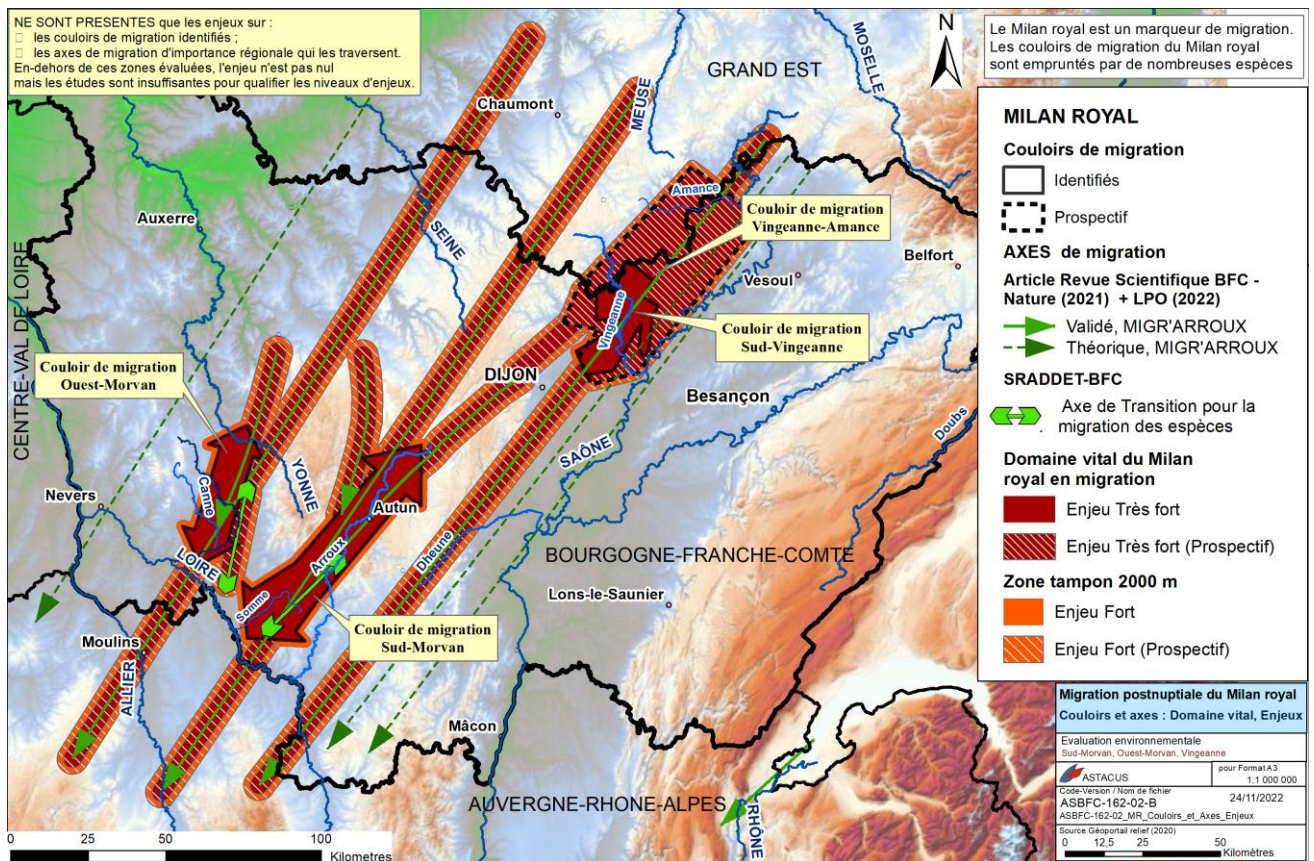 NE SONT PRESENTES que les enjeux sur :
les couloirs de migration identifiés ;
les axes de migration d'importance régionale qui les traversent.
En-dehors de ces zones évaluées, l'enjeu n'est pas nul
mais les études sont insuffisantes pour qualifier les niveaux d'enjeux.
Le Milan royal est un marqueur de migration.
Les couloirs de migration du Milan royal
sont empruntés par de nombreuses espèces
N
GRAND EST
MOSELLE
MEUSE
Chaumont
Auxerre
SEINE
Amance
Couloir de migration
Vingeanne-Amance
Vesoul
Belfort
Vingeanne
Couloir de migration
Sud-Vingeanne
CENTRE-VAL DE LOIRE
Couloir de migration
Ouest-Morvan
DIJON
Besançon
Doubs
SAÔNE
YONNE
Canne
Nevers
Autun
LOIRE
Arroux
Dheune
BOURGOGNE-FRANCHE-COMTE
Somme
Lons-le-Saunier
Couloir de migration
Sud-Morvan
Moulins
ALLIER
Mâcon
AUVERGNE-RHONE-ALPES
RHÔNE
0 25 50 100
Kilometres
MILAN ROYAL
Couloirs de migration
Identifiés
Prospectif
AXES de migration
Article Revue Scientifique BFC -
Nature (2021) + LPO (2022)
Validé, MIGR'ARROUX
Théorique, MIGR'ARROUX
SRADDET-BFC
Axe de Transition pour la
migration des espèces
Domaine vital du Milan
royal en migration
Enjeu Très fort
Enjeu Très fort (Prospectif)
Zone tampon 2000 m
Enjeu Fort
Enjeu Fort (Prospectif)
Migration postnuptiale du Milan royal
Couloirs et axes : Domaine vital, Enjeux
Evaluation environnementale
Sud-Morvan, Ouest-Morvan, Vingeanne
ASTACUS
pour Format A3
1:1 000 000
Code-Version / Nom de fichier
ASBFC-162-02-B
24/11/2022
ASBFC-162-02_MR_Couloirs_et_Axes_Enjeux
Source Géoportail relief (2020)
0 12,5 25 50
Kilomètres